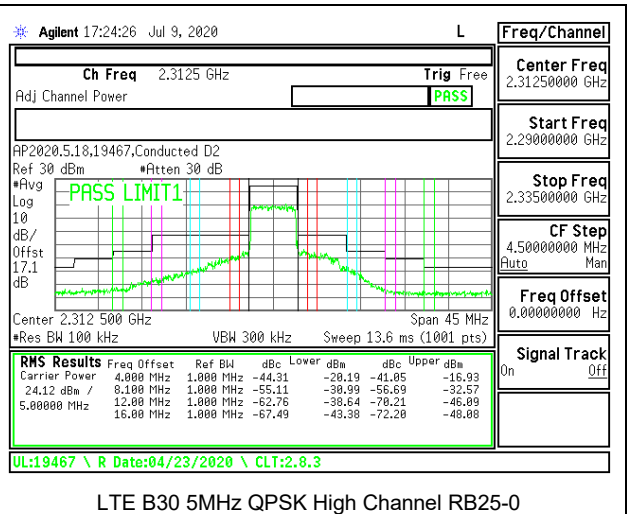 Agilent 17:24:26 Jul 9, 2020 L Freq/Channel
Ch Freq 2.3125 GHz Trig Free
Adj Channel Power PASS
Center Freq
2.31250000 GHz
Start Freq
2.29000000 GHz
AP2020.5.18,19467,Conducted D2
Ref 30 dBm #Atten 30 dB
#Avg
Log
10
dB/
Offst
17.1
dB
PASS LIMIT1
Stop Freq
2.33500000 GHz
CF Step
4.50000000 MHz
Auto Man
Freq Offset
0.00000000 Hz
Center 2.312 500 GHz Span 45 MHz
#Res BW 100 kHz VBW 300 kHz Sweep 13.6 ms (1001 pts)
Signal Track
On Off
RMS Results Freq Offset Ref BW dBc Lower dBm dBc Upper dBm
Carrier Power 4.000 MHz 1.000 MHz -44.31 -20.19 -41.05 -16.93
24.12 dBm / 8.100 MHz 1.000 MHz -55.11 -30.99 -56.69 -32.57
5.00000 MHz 12.00 MHz 1.000 MHz -62.76 -38.64 -70.21 -46.09
16.00 MHz 1.000 MHz -67.49 -43.38 -72.20 -48.08
UL:19467 \ R Date:04/23/2020 \ CLT:2.8.3
LTE B30 5MHz QPSK High Channel RB25-0